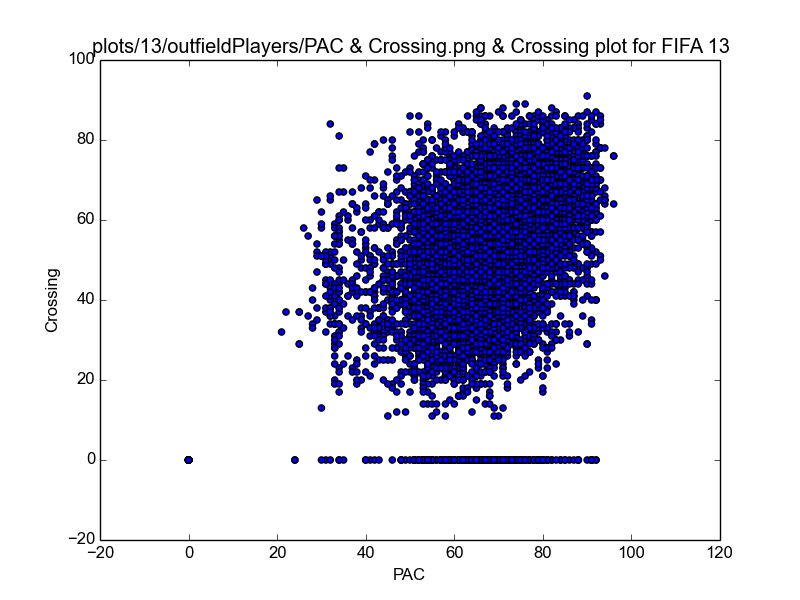 plots/13/outfieldPlayers/PAC & Crossing.png & Crossing plot for FIFA 13
100
80
60
40
20
0
−20
Crossing
−20 0 20 40 60 80 100 120
PAC